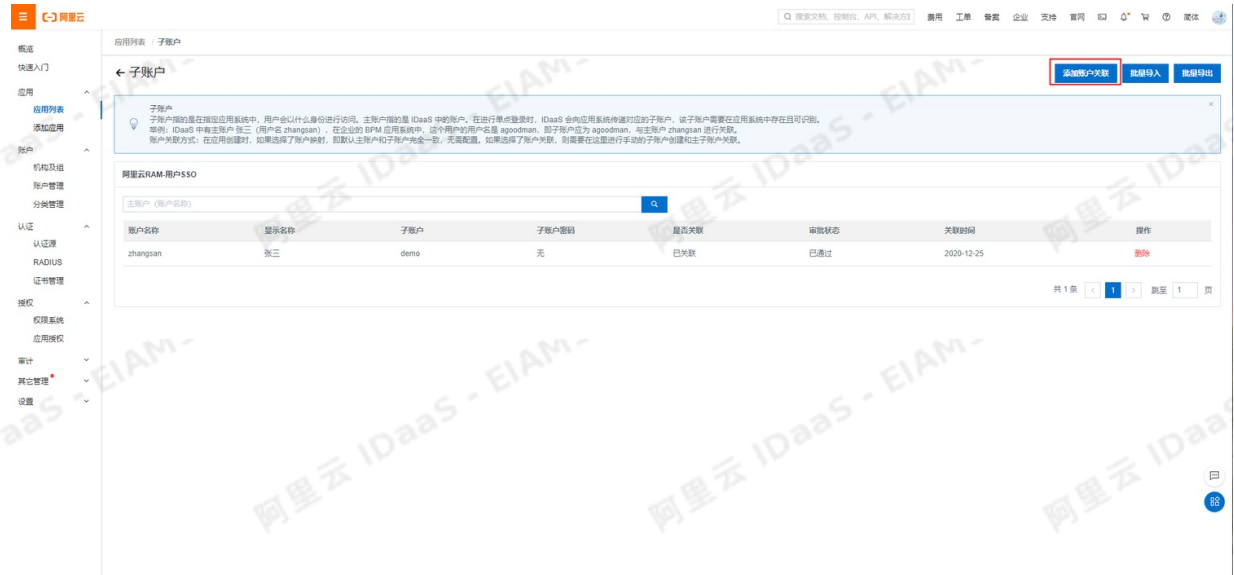 阿里云
搜索文档、控制台、API、解决方
费用 工单 备案 企业 支持 官网 简体
概览
快速入门
应用
应用列表
添加应用
账户
机构及组
账户管理
分类管理
认证
认证源
RADIUS
证书管理
授权
权限系统
应用授权
审计
其它管理
设置
应用列表 / 子账户
← 子账户
添加账户关联 批量导入 批量导出
子账户
子账户指的是在指定应用系统中,用户会以什么身份进行访问。主账户指的是 IDaaS 中的账户。在进行单点登录时,IDaaS 会向应用系统传递对应的子账户,该子账户需要在应用系统中存在且可识别。
举例:IDaaS 中有主账户 张三(用户名 zhangsan),在企业的 BPM 应用系统中,这个用户的用户名是 agoodman,即子账户应为 agoodman,与主账户 zhangsan 进行关联。
账户关联方式:在应用创建时,如果选择了账户映射,即默认主账户和子账户完全一致,无需配置。如果选择了账户关联,则需要在这里进行手动的子账户创建和主子账户关联。
阿里云RAM-用户SSO
主账户(账户名称)
账户名称 显示名称 子账户 子账户密码 是否关联 审批状态 关联时间 操作
zhangsan 张三 demo 无 已关联 已通过 2020-12-25 删除
共 1 条 < 1 > 跳至 1 页
阿里云 IDaaS - EIAM-